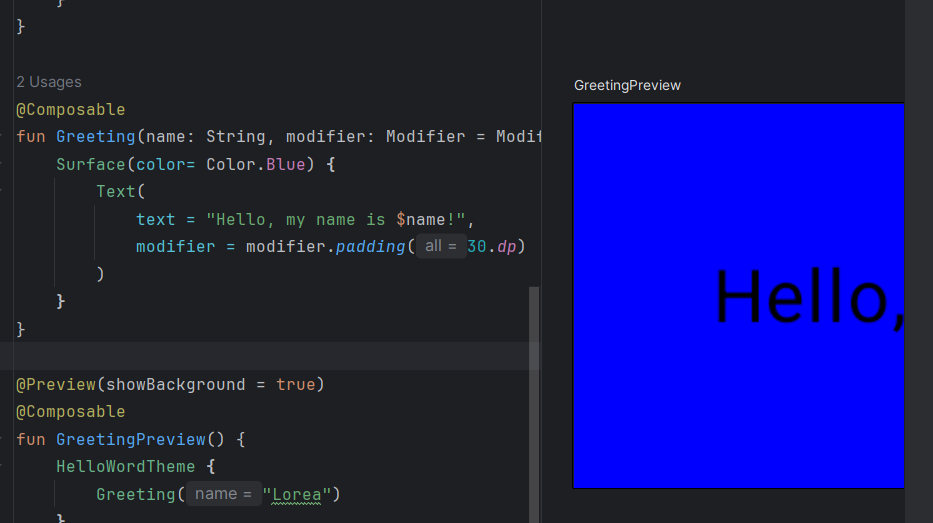 }
}
2 Usages
@Composable
fun Greeting(name: String, modifier: Modifier = Modif
Surface(color= Color.Blue) {
Text(
text = "Hello, my name is $name!",
modifier = modifier.padding( all = 30.dp)
)
}
}
@Preview(showBackground = true)
@Composable
fun GreetingPreview() {
HelloWordTheme {
Greeting( name = "Lorea")
}
GreetingPreview
Hello,